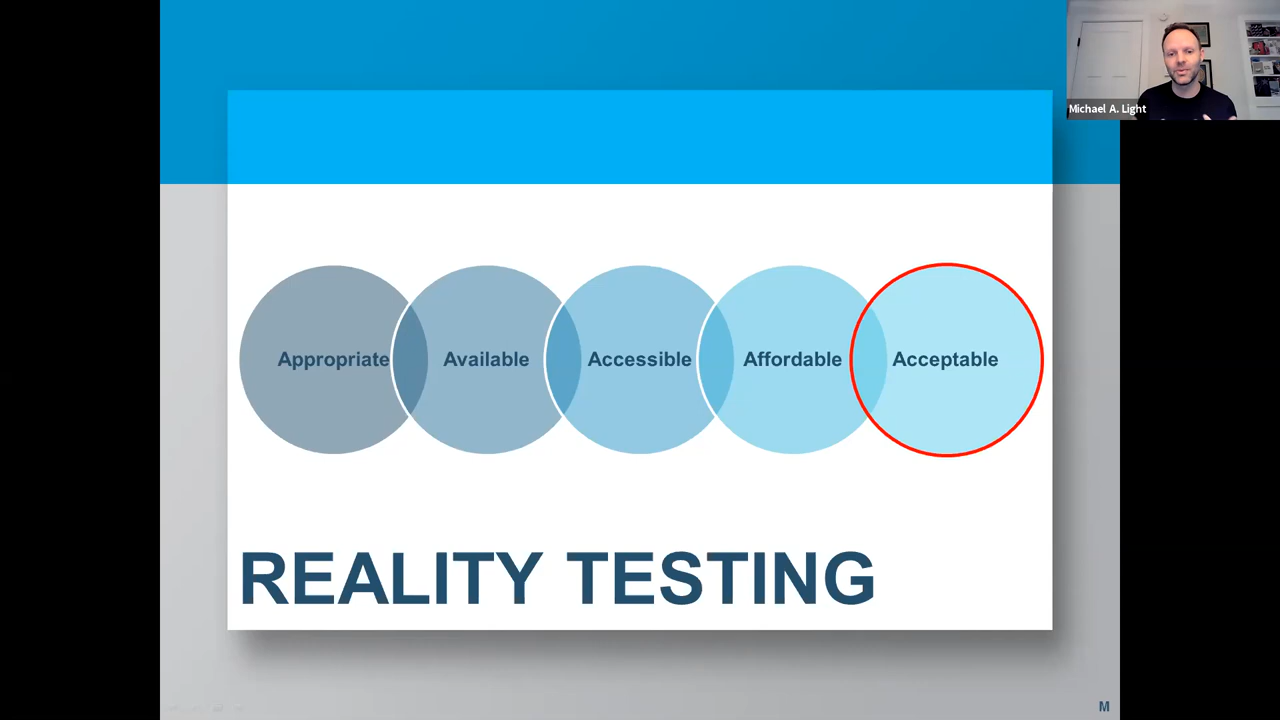 Michael A. Light
Appropriate Available Accessible Affordable Acceptable
REALITY TESTING
M